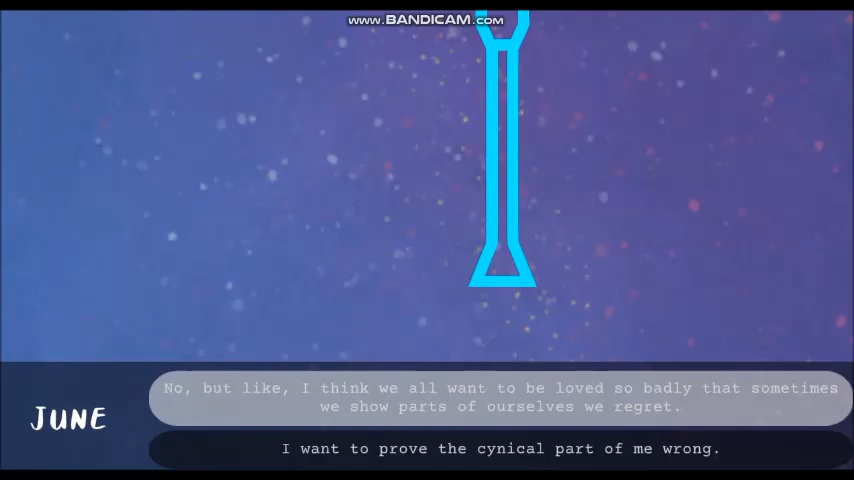 www.BANDICAM.com
No, but like, I think we all want to be loved so badly that sometimes
we show parts of ourselves we regret.
JUNE
I want to prove the cynical part of me wrong.